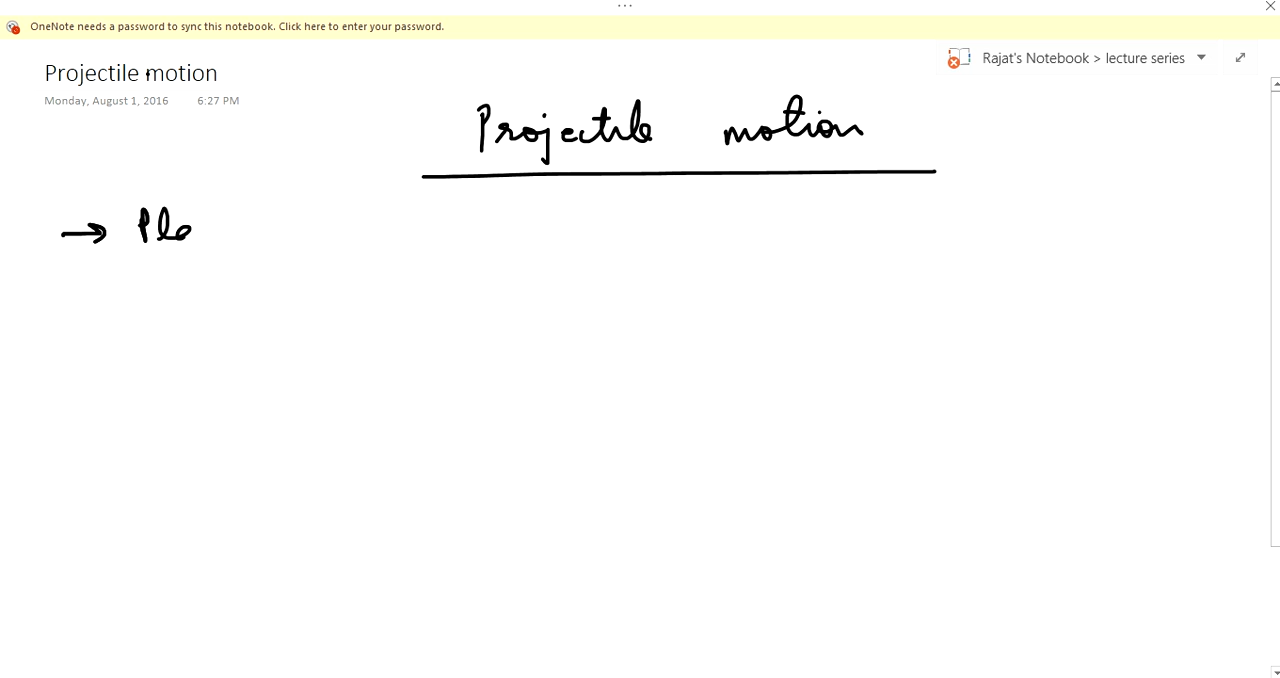 ...
OneNote needs a password to sync this notebook. Click here to enter your password.
Rajat's Notebook > lecture series
Projectile motion
Monday, August 1, 2016 6:27 PM
Projectile motion
→ Pla